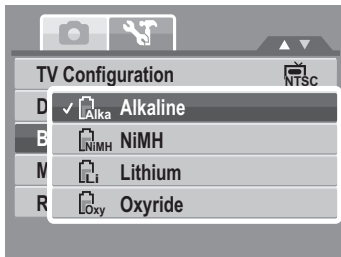 TV Configuration NTSC
D
Alka Alkaline
B
NiMH NiMH
M
Li Lithium
R
Oxy Oxyride